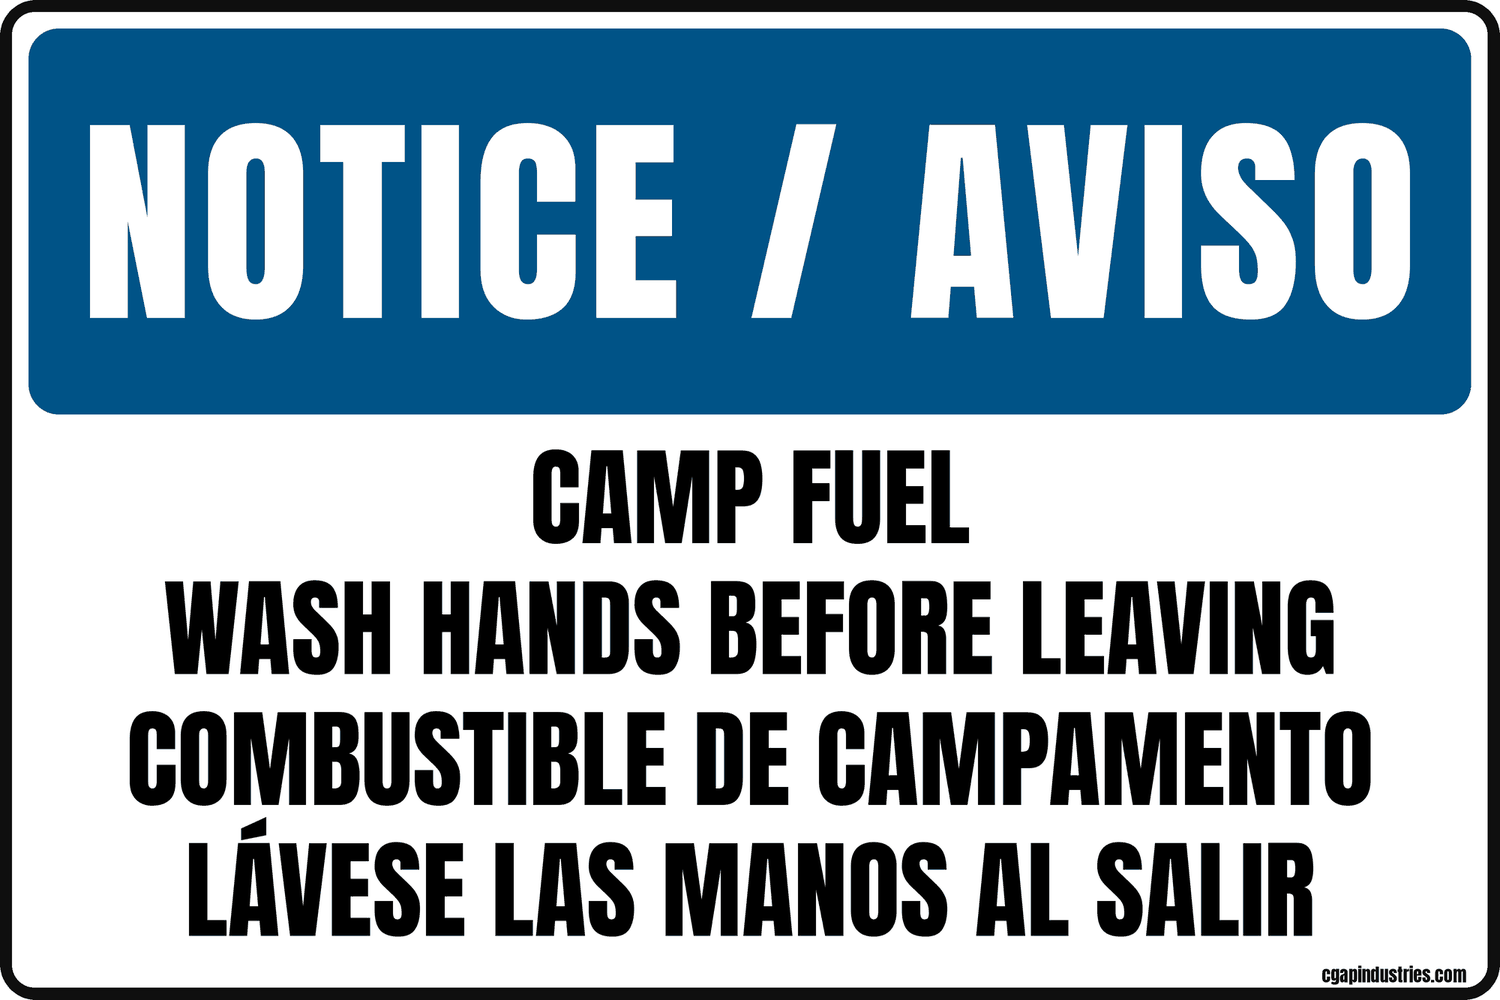 NOTICE / AVISO
CAMP FUEL
WASH HANDS BEFORE LEAVING
COMBUSTIBLE DE CAMPAMENTO
LÁVESE LAS MANOS AL SALIR
cgapindustries.com